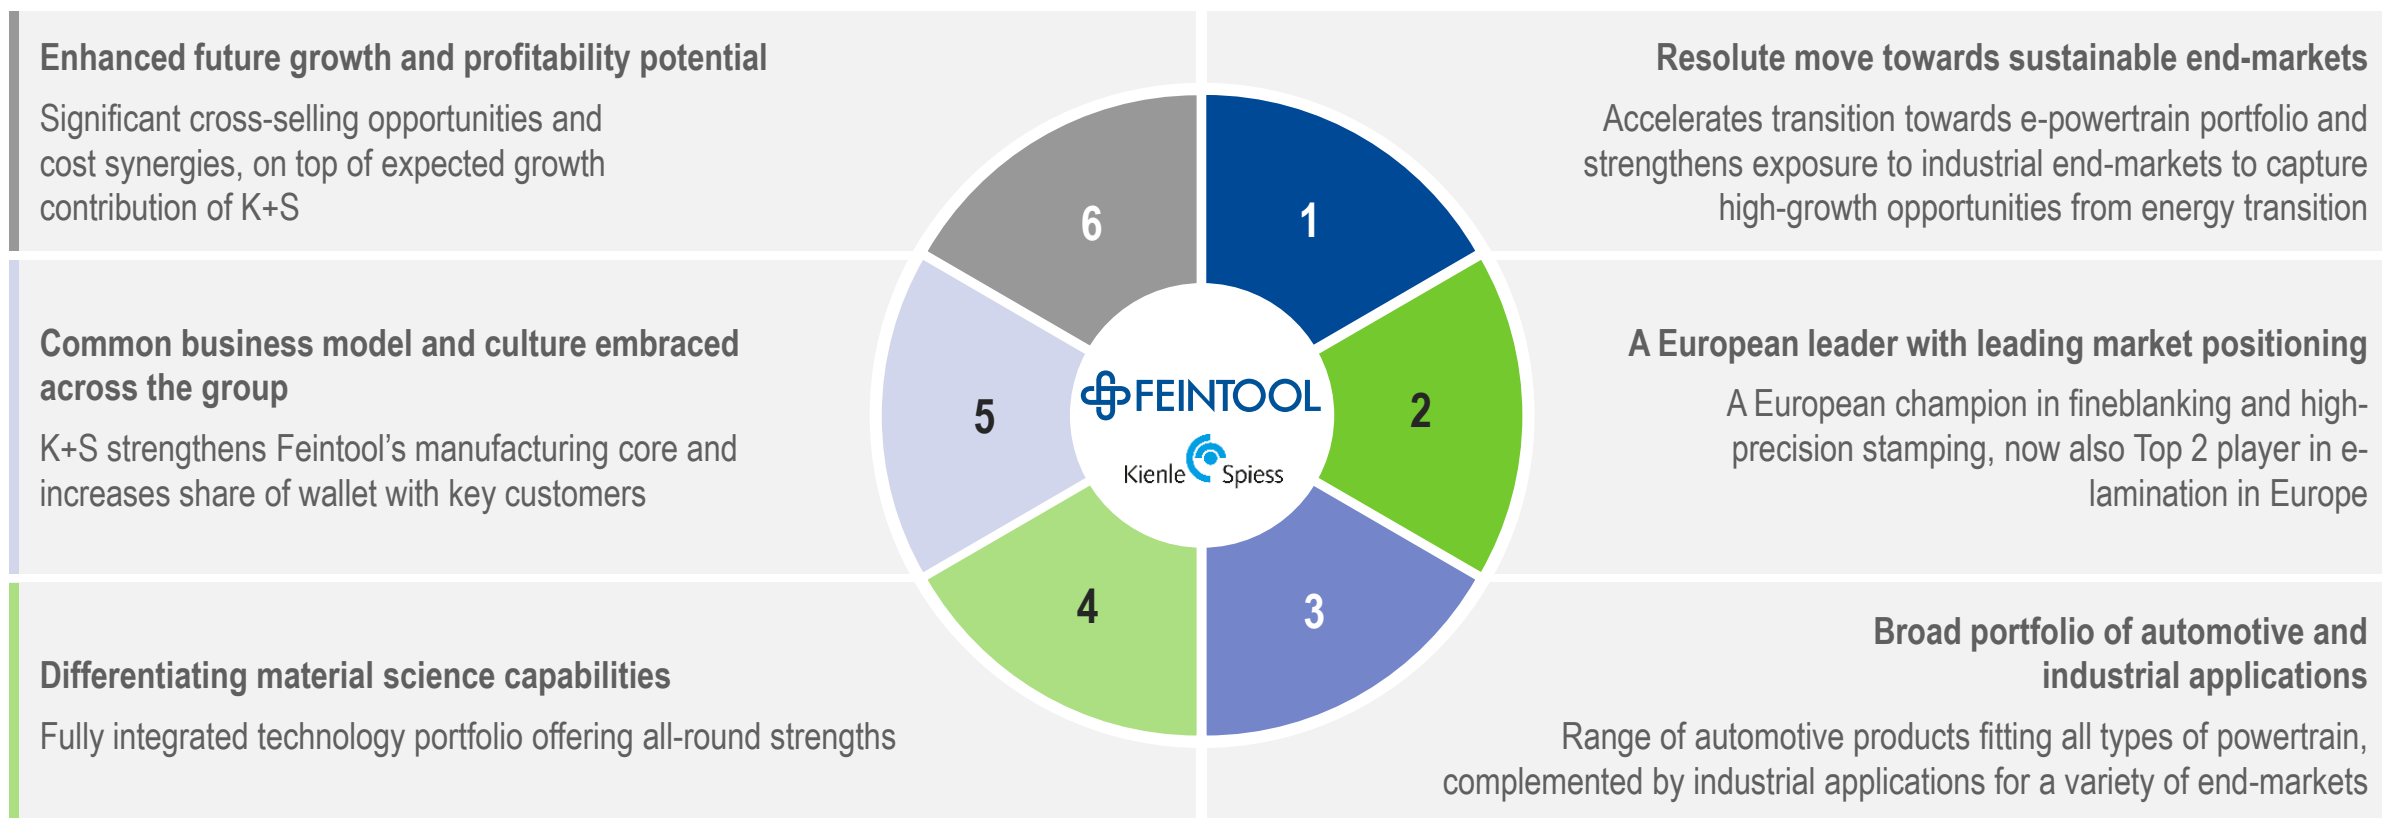 Enhanced future growth and profitability potential
Significant cross-selling opportunities and
cost synergies, on top of expected growth
contribution of K+S
Resolute move towards sustainable end-markets
Accelerates transition towards e-powertrain portfolio and
strengthens exposure to industrial end-markets to capture
high-growth opportunities from energy transition
6
1
Common business model and culture embraced
across the group
K+S strengthens Feintool’s manufacturing core and
increases share of wallet with key customers
5
FEINTOOL
Kienle Spiess
2
A European leader with leading market positioning
A European champion in fineblanking and high-
precision stamping, now also Top 2 player in e-
lamination in Europe
4
3
Differentiating material science capabilities
Fully integrated technology portfolio offering all-round strengths
Broad portfolio of automotive and
industrial applications
Range of automotive products fitting all types of powertrain,
complemented by industrial applications for a variety of end-markets